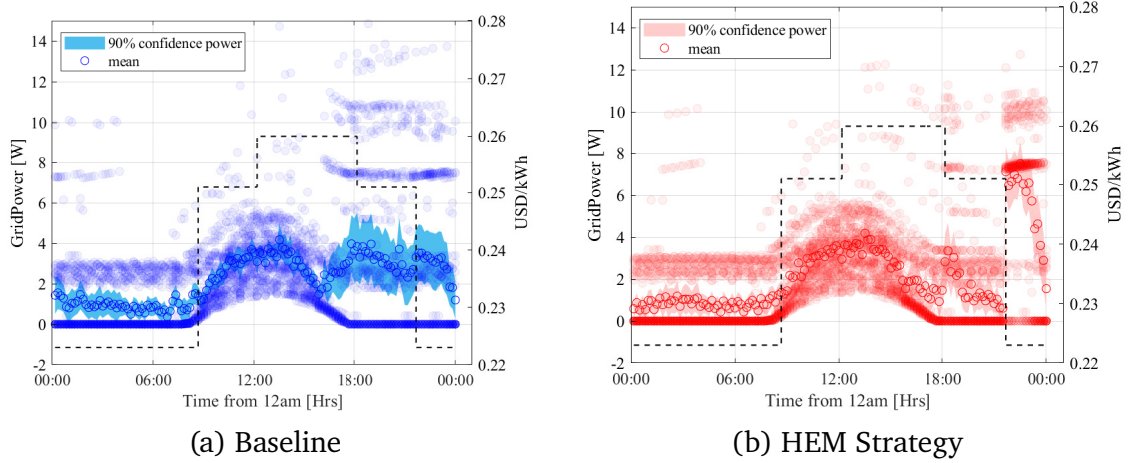 90% confidence power
mean
14
12
10
8
6
4
2
0
-2
GridPower [W]
0.28
0.27
0.26
0.25
0.24
0.23
0.22
USD/kWh
00:00 06:00 12:00 18:00 00:00
Time from 12am [Hrs]
(a) Baseline
90% confidence power
mean
14
12
10
8
6
4
2
0
-2
GridPower [W]
0.28
0.27
0.26
0.25
0.24
0.23
0.22
USD/kWh
00:00 06:00 12:00 18:00 00:00
Time from 12am [Hrs]
(b) HEM Strategy